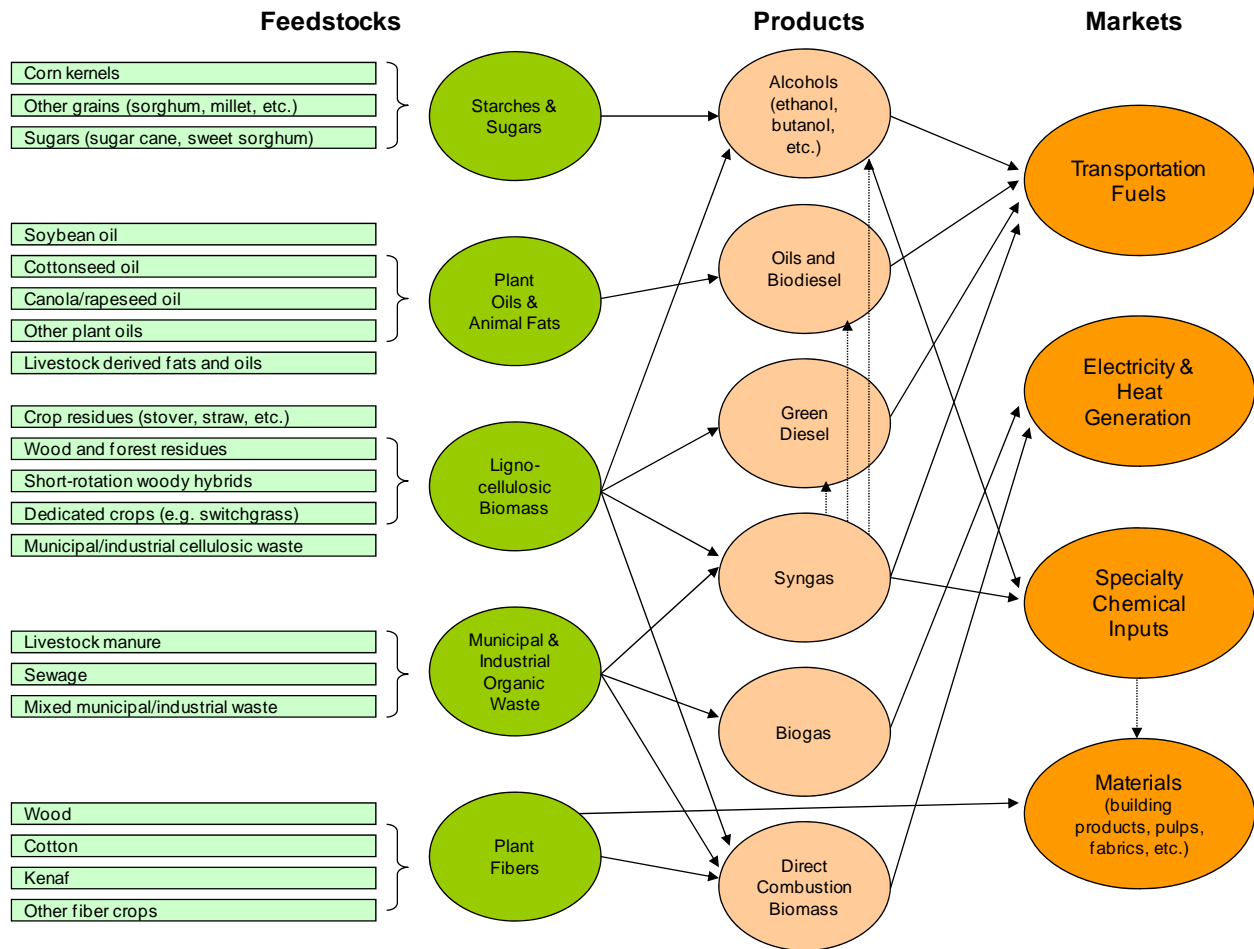 Feedstocks
Products
Markets
Corn kernels
Other grains (sorghum, millet, etc.)
Sugars (sugar cane, sweet sorghum)
Soybean oil
Cottonseed oil
Canola/rapeseed oil
Other plant oils
Livestock derived fats and oils
Crop residues (stover, straw, etc.)
Wood and forest residues
Short-rotation woody hybrids
Dedicated crops (e.g. switchgrass)
Municipal/industrial cellulosic waste
Livestock manure
Sewage
Mixed municipal/industrial waste
Wood
Cotton
Kenaf
Other fiber crops
Starches &
Sugars
Plant
Oils &
Animal Fats
Ligno-
cellulosic
Biomass
Municipal &
Industrial
Organic
Waste
Plant
Fibers
Alcohols
(ethanol,
butanol,
etc.)
Oils and
Biodiesel
Green
Diesel
Syngas
Biogas
Direct
Combustion
Biomass
Transportation
Fuels
Electricity &
Heat
Generation
Specialty
Chemical
Inputs
Materials
(building
products, pulps,
fabrics, etc.)